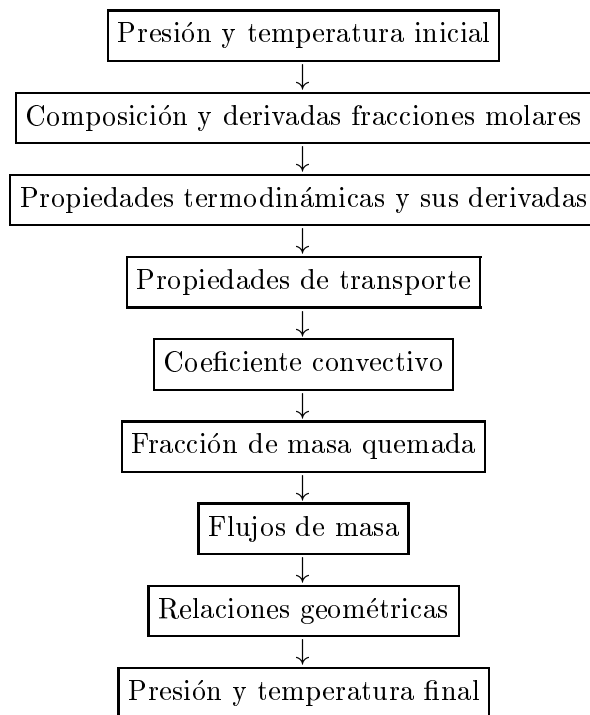 Presión y temperatura inicial
Composición y derivadas fracciones molares
Propiedades termodinámicas y sus derivadas
Propiedades de transporte
Coeficiente convectivo
Fracción de masa quemada
Flujos de masa
Relaciones geométricas
Presión y temperatura final